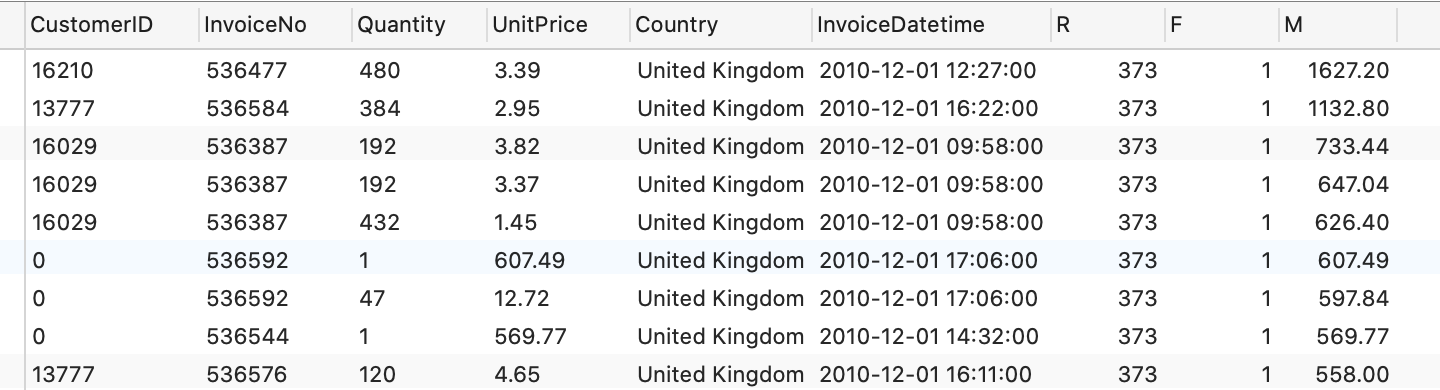 CustomerID InvoiceNo Quantity UnitPrice Country InvoiceDatetime R F M
16210 536477 480 3.39 United Kingdom 2010-12-01 12:27:00 373 1 1627.20
13777 536584 384 2.95 United Kingdom 2010-12-01 16:22:00 373 1 1132.80
16029 536387 192 3.82 United Kingdom 2010-12-01 09:58:00 373 1 733.44
16029 536387 192 3.37 United Kingdom 2010-12-01 09:58:00 373 1 647.04
16029 536387 432 1.45 United Kingdom 2010-12-01 09:58:00 373 1 626.40
0 536592 1 607.49 United Kingdom 2010-12-01 17:06:00 373 1 607.49
0 536592 47 12.72 United Kingdom 2010-12-01 17:06:00 373 1 597.84
0 536544 1 569.77 United Kingdom 2010-12-01 14:32:00 373 1 569.77
13777 536576 120 4.65 United Kingdom 2010-12-01 16:11:00 373 1 558.00